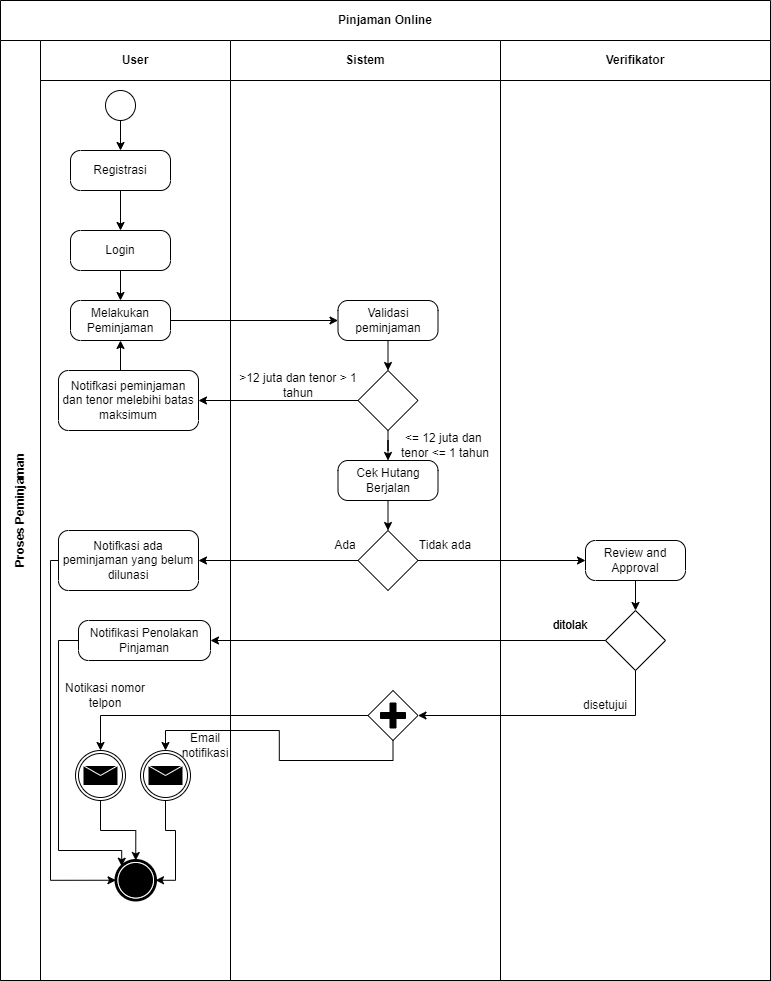 Pinjaman Online
User
Sistem
Verifikator
Proses Peminjaman
Registrasi
Login
Melakukan
Peminjaman
Validasi
peminjaman
>12 juta dan tenor > 1
tahun
Notifkasi peminjaman
dan tenor melebihi batas
maksimum
<= 12 juta dan
tenor <= 1 tahun
Cek Hutang
Berjalan
Ada
Tidak ada
Notifkasi ada
peminjaman yang belum
dilunasi
Review and
Approval
ditolak
Notifikasi Penolakan
Pinjaman
disetujui
Notikasi nomor
telpon
Email
notifikasi